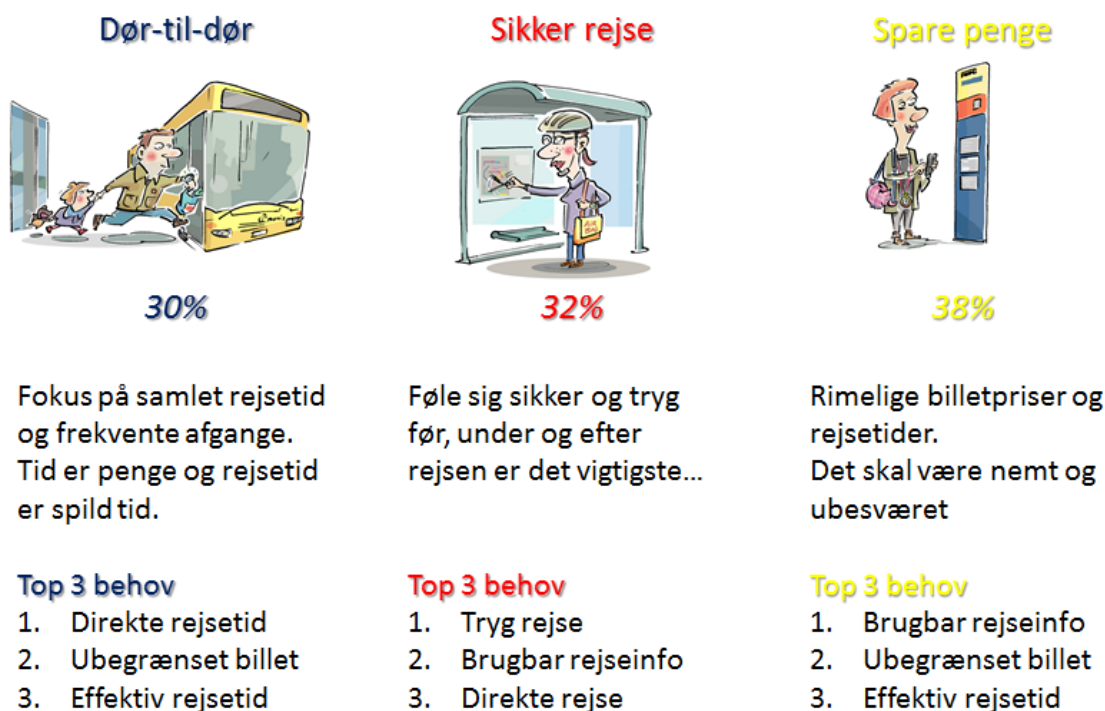 Dør-til-dør
Sikker rejse
Spare penge
30%
32%
38%
Fokus på samlet rejsetid
og frekvente afgange.
Tid er penge og rejsetid
er spild tid.
Føle sig sikker og tryg
før, under og efter
rejsen er det vigtigste...
Rimelige billetpriser og
rejsetider.
Det skal være nemt og
ubesværet
Top 3 behov
1. Direkte rejsetid
2. Ubegrænset billet
3. Effektiv rejsetid
Top 3 behov
1. Tryg rejse
2. Brugbar rejseinfo
3. Direkte rejse
Top 3 behov
1. Brugbar rejseinfo
2. Ubegrænset billet
3. Effektiv rejsetid